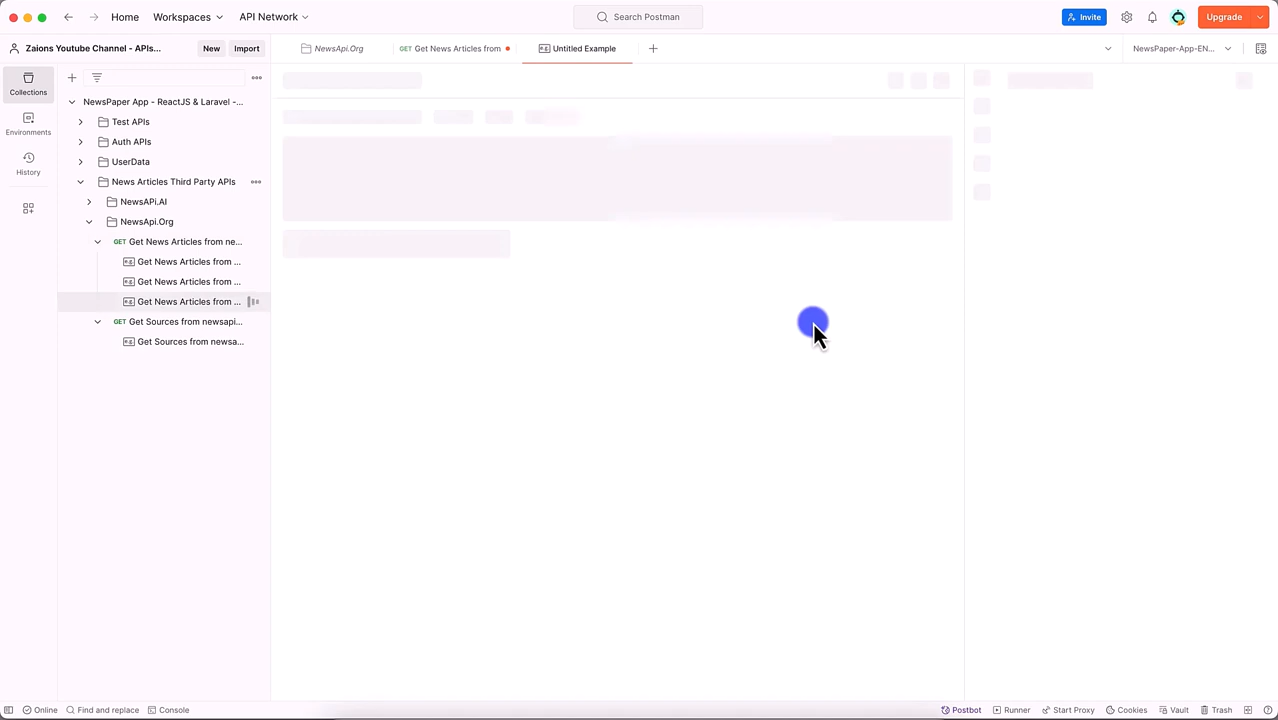 Home
Workspaces
API Network
Search Postman
Invite
Upgrade
Zaions Youtube Channel - APIs...
New
Import
NewsApi.Org
GET Get News Articles from
Untitled Example
NewsPaper-App-EN...
Collections
Environments
History
NewsPaper App - ReactJS & Laravel -...
Test APIs
Auth APIs
UserData
News Articles Third Party APIs
NewsAPi.AI
NewsApi.Org
GET Get News Articles from ne...
e.g. Get News Articles from ...
e.g. Get News Articles from ...
e.g. Get News Articles from ...
GET Get Sources from newsapi...
e.g. Get Sources from newsa...
Online
Find and replace
Console
Postbot
Runner
Start Proxy
Cookies
Vault
Trash